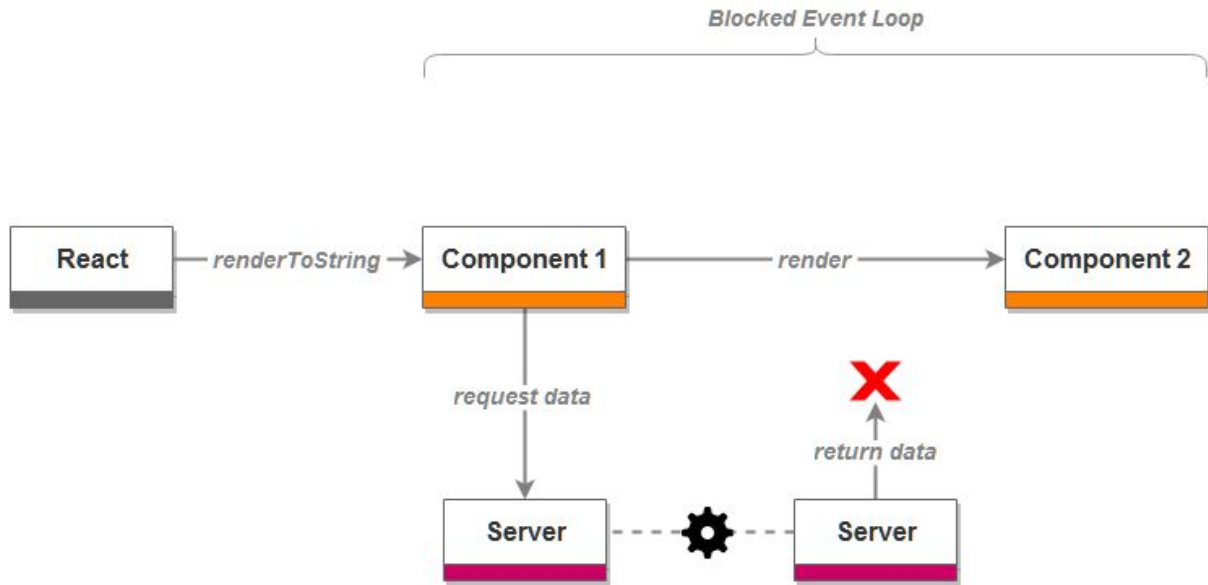 Blocked Event Loop
React
renderToString
Component 1
render
Component 2
request data
return data
Server
Server